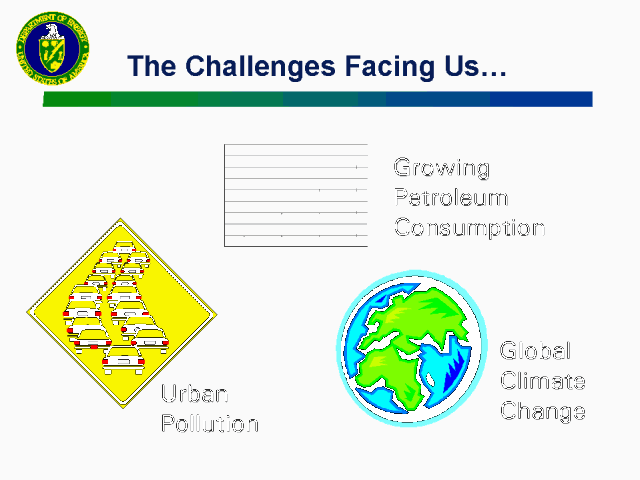 DEPARTMENT OF ENERGY
UNITED STATES OF AMERICA
The Challenges Facing Us…
Growing
Petroleum
Consumption
Urban
Pollution
Global
Climate
Change